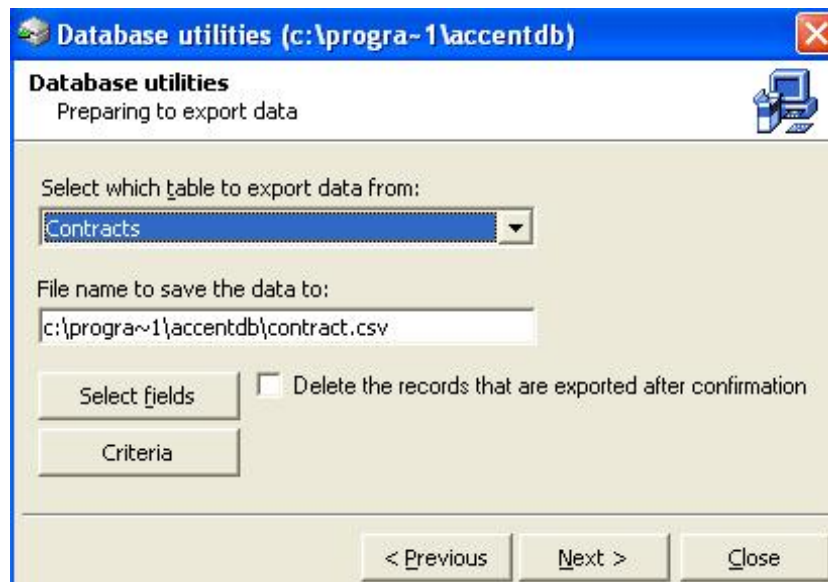 Database utilities (c:\progra~1\accentdb)
Database utilities
Preparing to export data
Select which table to export data from:
Contracts
File name to save the data to:
c:\progra~1\accentdb\contract.csv
Select fields
Delete the records that are exported after confirmation
Criteria
< Previous
Next >
Close